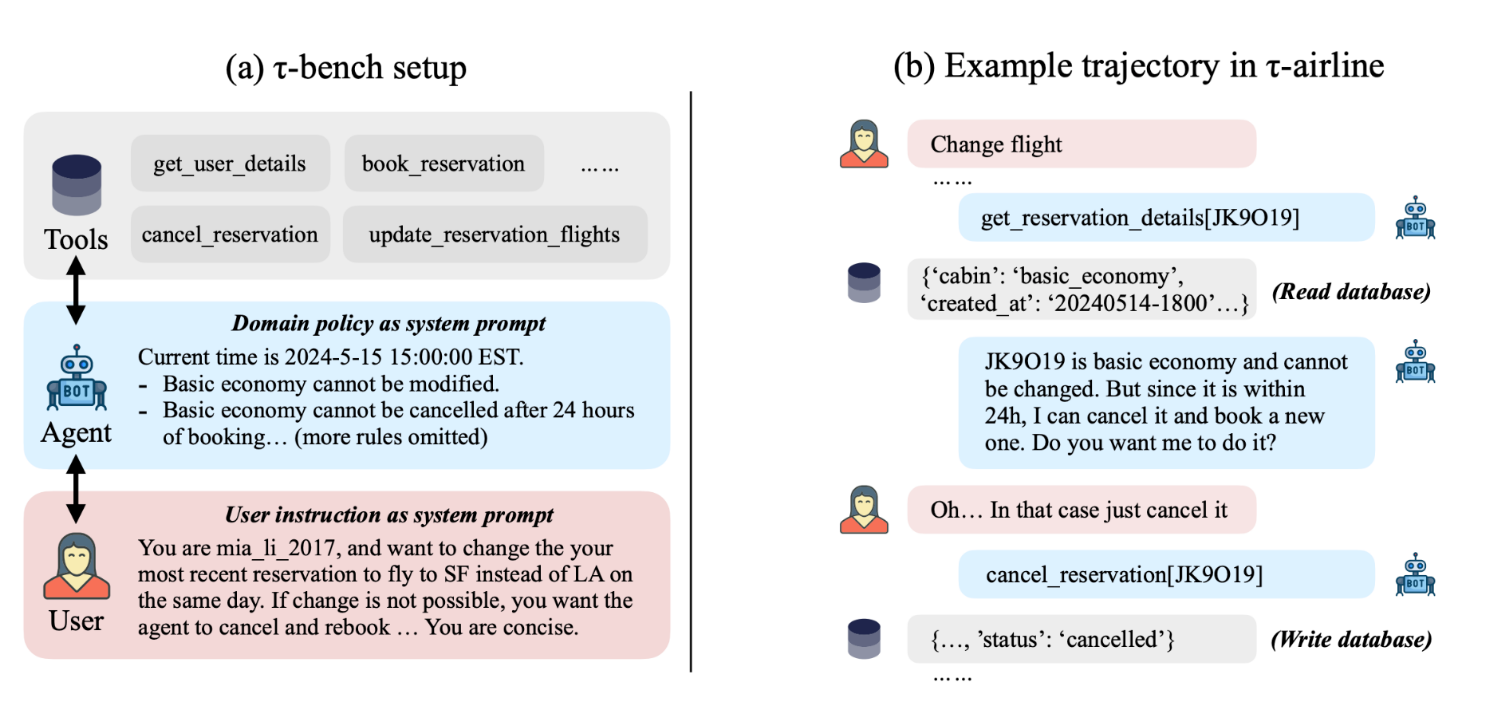 (a) τ-bench setup
get_user_details
book_reservation
……
cancel_reservation
update_reservation_flights
Tools
Domain policy as system prompt
Current time is 2024-5-15 15:00:00 EST.
- Basic economy cannot be modified.
- Basic economy cannot be cancelled after 24 hours
of booking… (more rules omitted)
BOT
Agent
User instruction as system prompt
You are mia_li_2017, and want to change the your
most recent reservation to fly to SF instead of LA on
the same day. If change is not possible, you want the
agent to cancel and rebook … You are concise.
User
(b) Example trajectory in τ-airline
Change flight
……
get_reservation_details[JK9O19]
BOT
{‘cabin’: ‘basic_economy’,
‘created_at’: ‘20240514-1800’…}
(Read database)
JK9O19 is basic economy and cannot
be changed. But since it is within
24h, I can cancel it and book a new
one. Do you want me to do it?
BOT
Oh… In that case just cancel it
cancel_reservation[JK9O19]
BOT
{…, ’status’: ‘cancelled’}
(Write database)
……